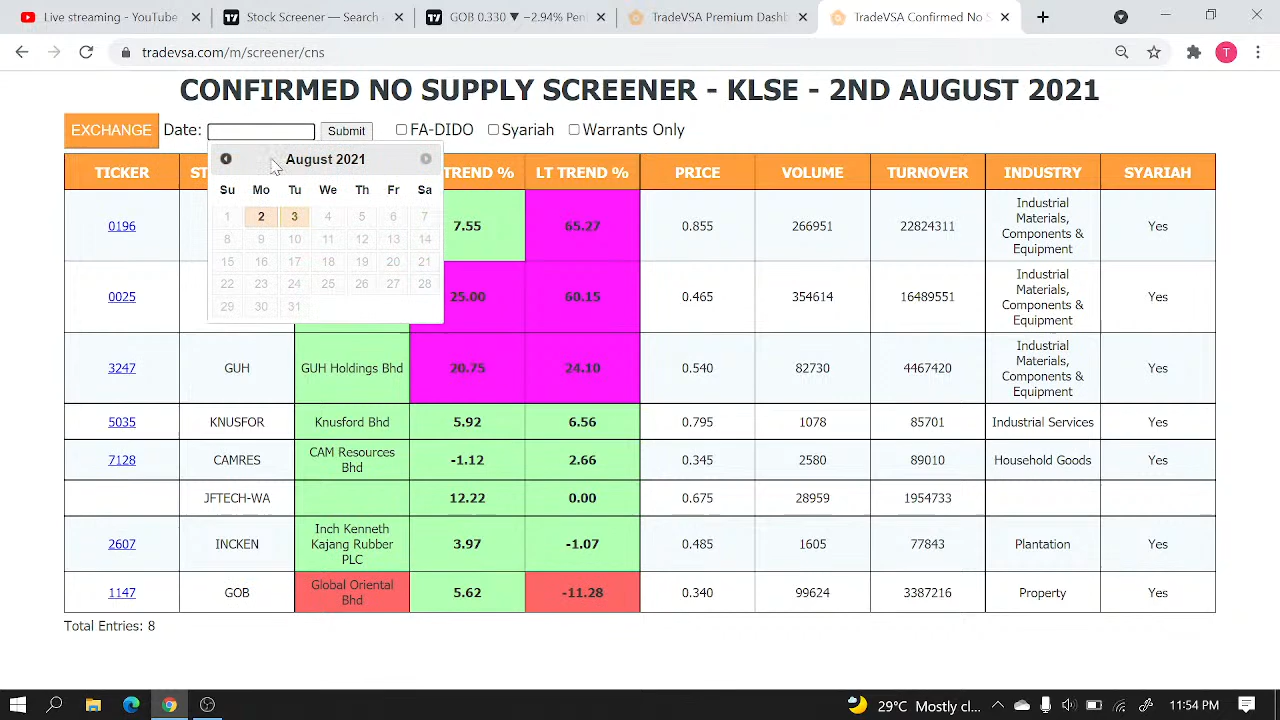 Live streaming - YouTube
Stock screener — Search
GOB 0.330 ▼ −2.94%
TradeVSA Premium Dashb
TradeVSA Confirmed No S
tradevsa.com/m/screener/cns
T
CONFIRMED NO SUPPLY SCREENER - KLSE - 2ND AUGUST 2021
EXCHANGE Date: Submit FA-DIDO Syariah Warrants Only
August 2021
Su Mo Tu We Th Fr Sa
1 2 3 4 5 6 7
8 9 10 11 12 13 14
15 16 17 18 19 20 21
22 23 24 25 26 27 28
29 30 31
TICKER ST TREND % LT TREND % PRICE VOLUME TURNOVER INDUSTRY SYARIAH
0196 7.55 65.27 0.855 266951 22824311 Industrial Materials, Components & Equipment Yes
0025 25.00 60.15 0.465 354614 16489551 Industrial Materials, Components & Equipment Yes
3247 GUH GUH Holdings Bhd 20.75 24.10 0.540 82730 4467420 Industrial Materials, Components & Equipment Yes
5035 KNUSFOR Knusford Bhd 5.92 6.56 0.795 1078 85701 Industrial Services Yes
7128 CAMRES CAM Resources Bhd -1.12 2.66 0.345 2580 89010 Household Goods Yes
JFTECH-WA 12.22 0.00 0.675 28959 1954733
2607 INCKEN Inch Kenneth Kajang Rubber PLC 3.97 -1.07 0.485 1605 77843 Plantation Yes
1147 GOB Global Oriental Bhd 5.62 -11.28 0.340 99624 3387216 Property Yes
Total Entries: 8
29°C Mostly cl... 11:54 PM